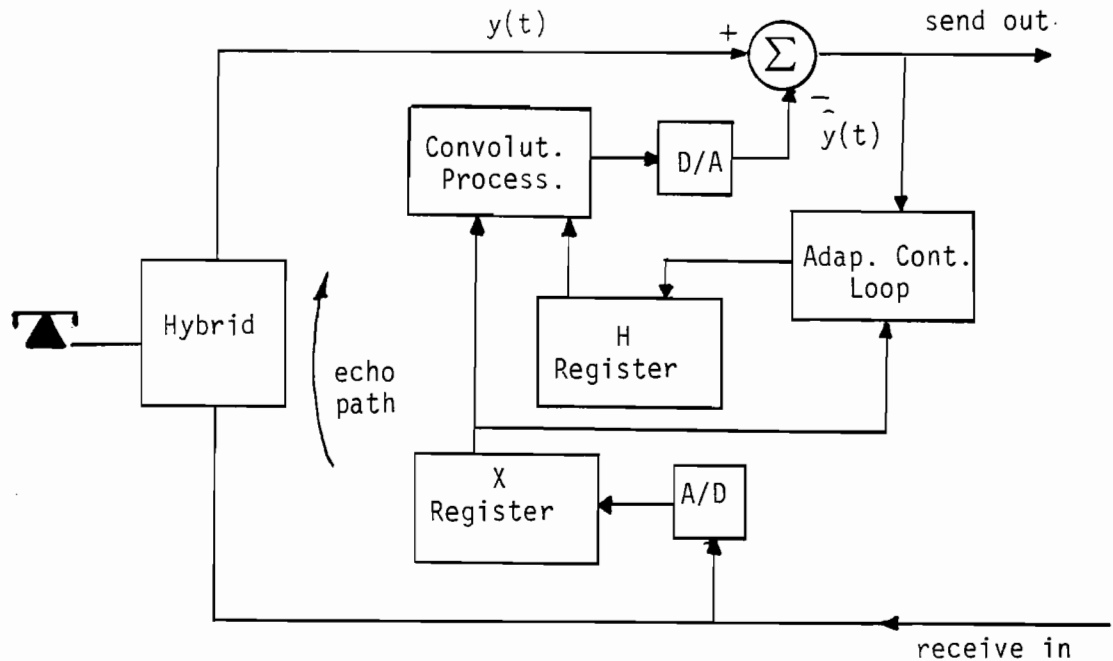 y(t)
send out
+
Σ
−
ŷ(t)
Convolut.
Process.
D/A
Adap. Cont.
Loop
Hybrid
H
Register
echo
path
X
Register
A/D
receive in